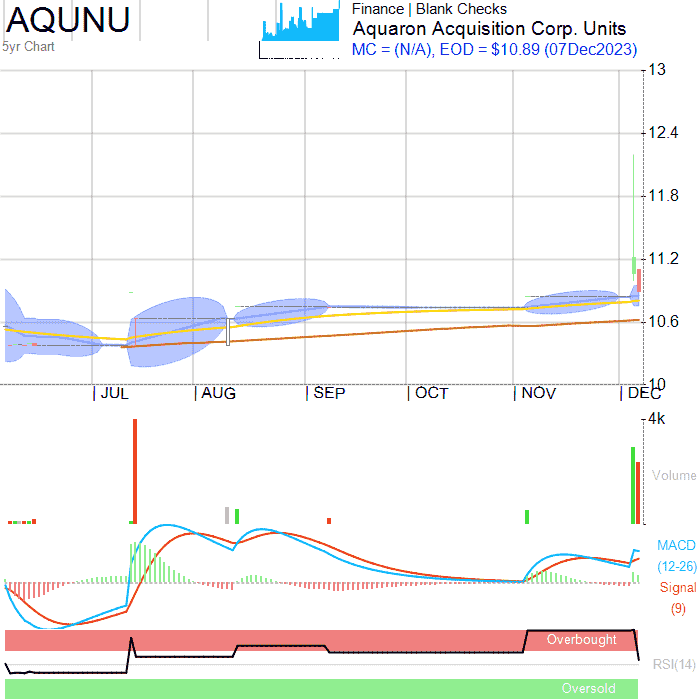 AQUNU
5yr Chart
Finance | Blank Checks
Aquaron Acquisition Corp. Units
MC = (N/A), EOD = $10.89 (07Dec2023)
13
12.4
11.8
11.2
10.6
10
JUL AUG SEP OCT NOV DEC
4k
Volume
MACD
(12-26)
Signal
(9)
Overbought
RSI(14)
Oversold